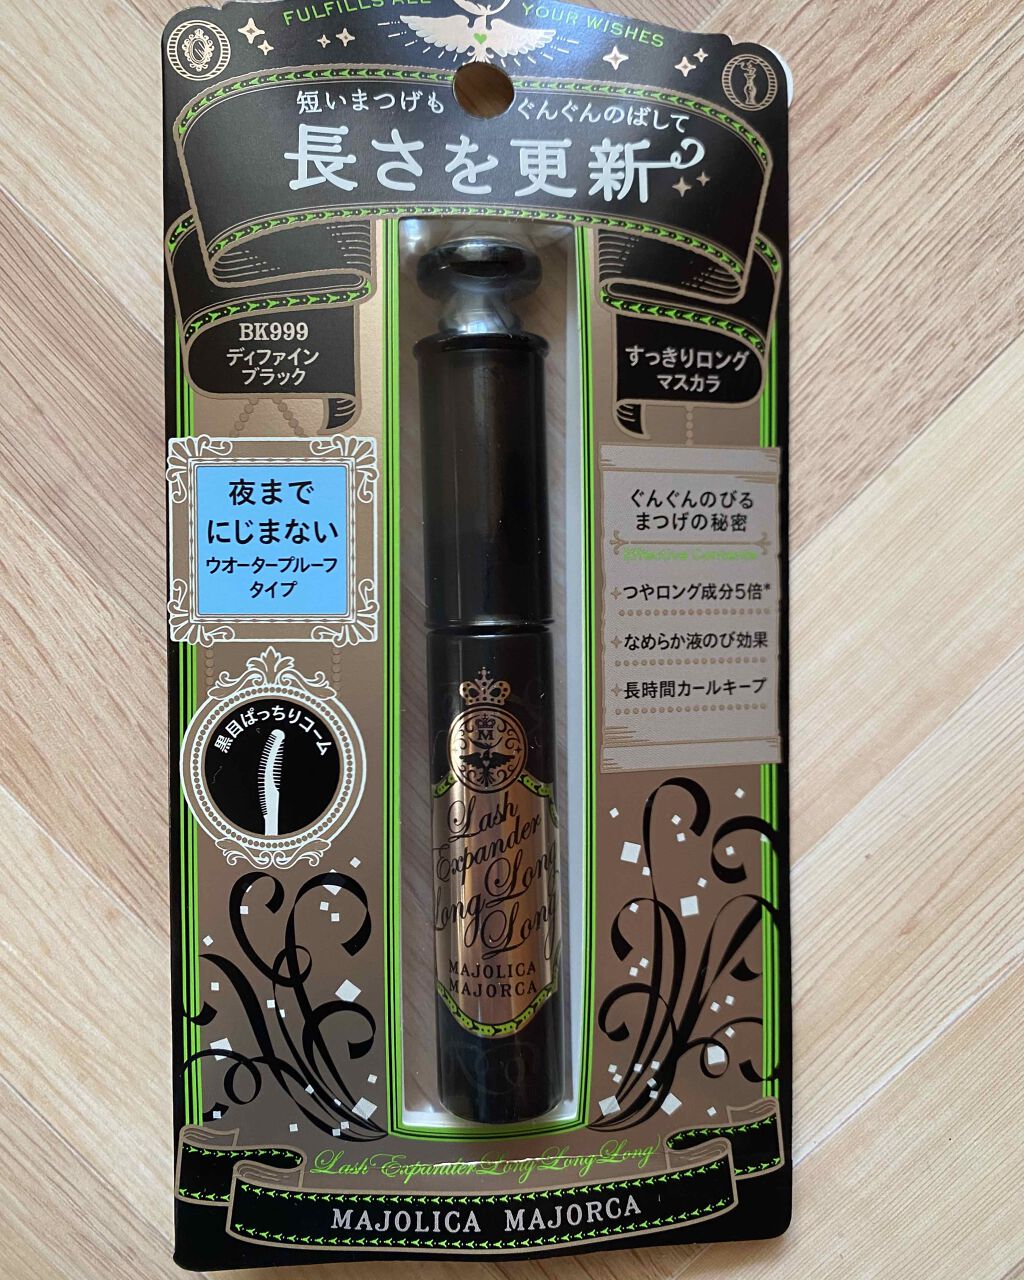 FULFILLS ALL YOUR WISHES
短いまつげも ぐんぐんのばして
長さを更新
BK999
ディファイン
ブラック
すっきりロング
マスカラ
夜まで
にじまない
ウオータープルーフ
タイプ
ぐんぐんのびる
まつげの秘密
Effective Contents
つやロング成分5倍*
なめらか液のび効果
長時間カールキープ
黒目ぱっちりコーム
M
Lash
Expander
Long Long
Long
MAJOLICA
MAJORCA
Lash Expander Long Long Long
MAJOLICA MAJORCA